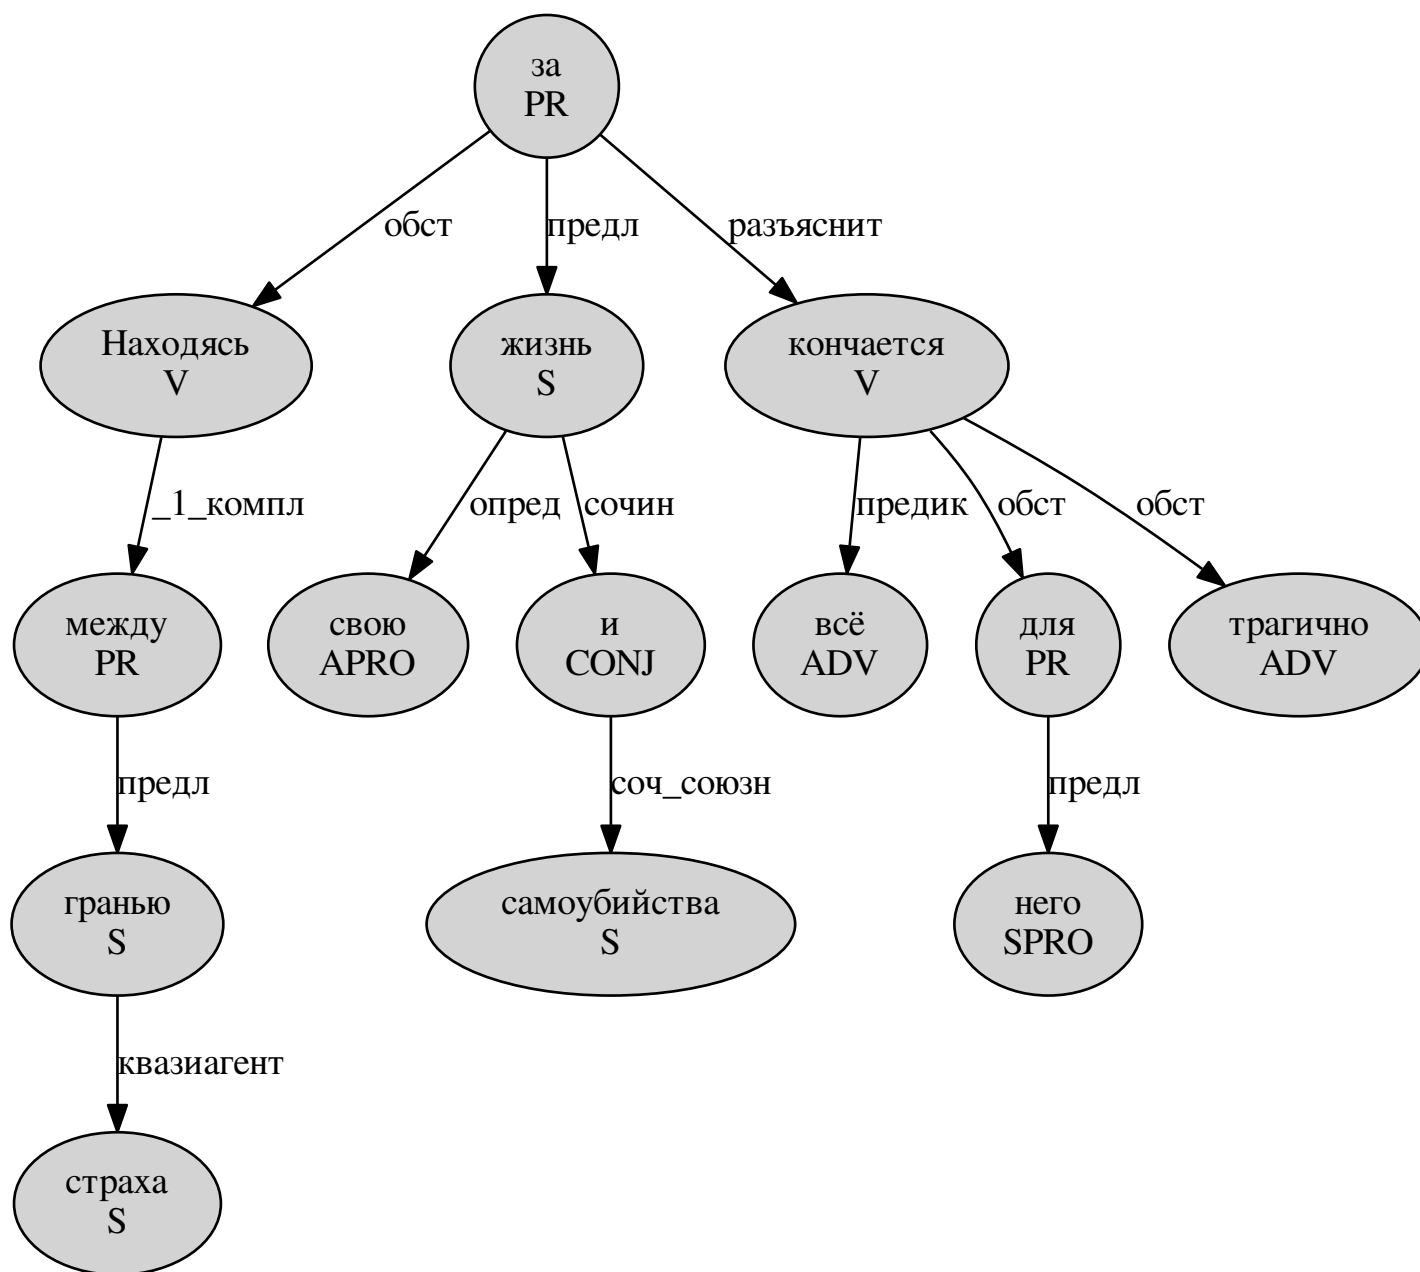 за
PR
обст
предл
разъяснит
Находясь
V
жизнь
S
кончается
V
_1_компл
опред
сочин
предик
обст
обст
между
PR
свою
APRO
и
CONJ
всё
ADV
для
PR
трагично
ADV
предл
соч_союзн
предл
гранью
S
самоубийства
S
него
SPRO
квазиагент
страха
S